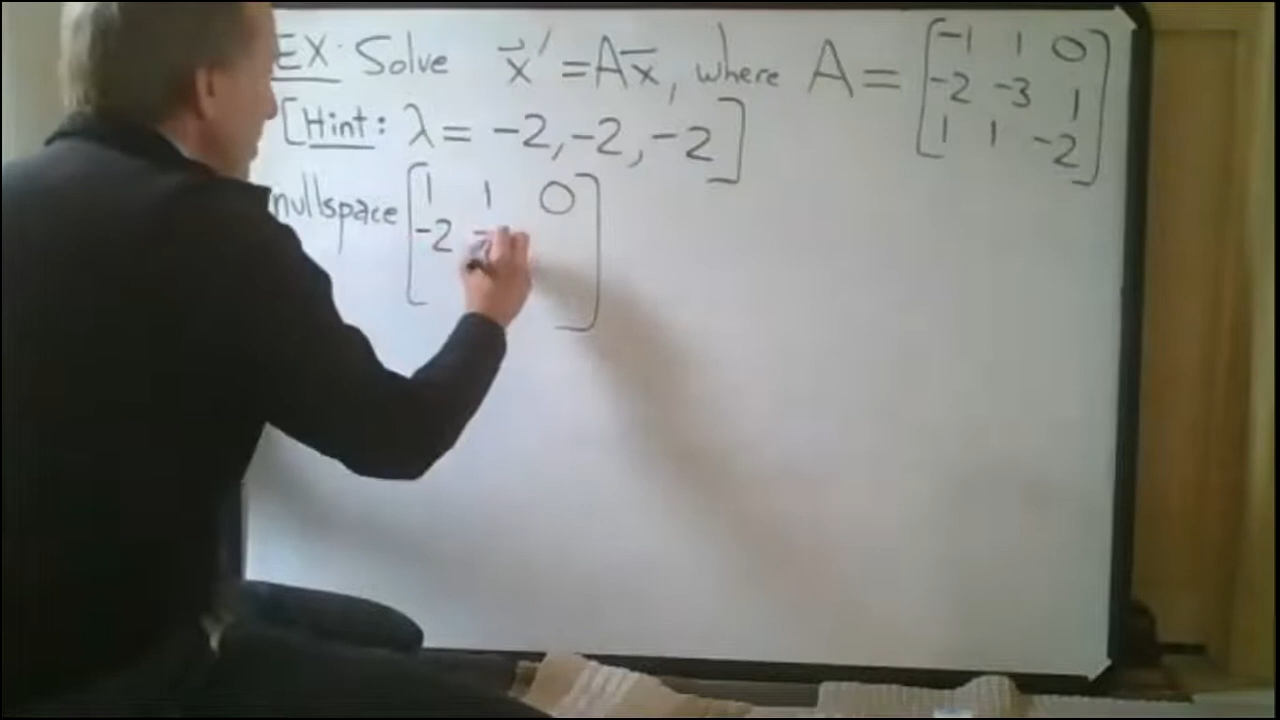 EX: Solve x⃗' = Ax⃗, where A = [-1 1 0
-2 -3 1
1 1 -2]
[Hint: λ = -2, -2, -2]
nullspace [1 1 0
-2 ]